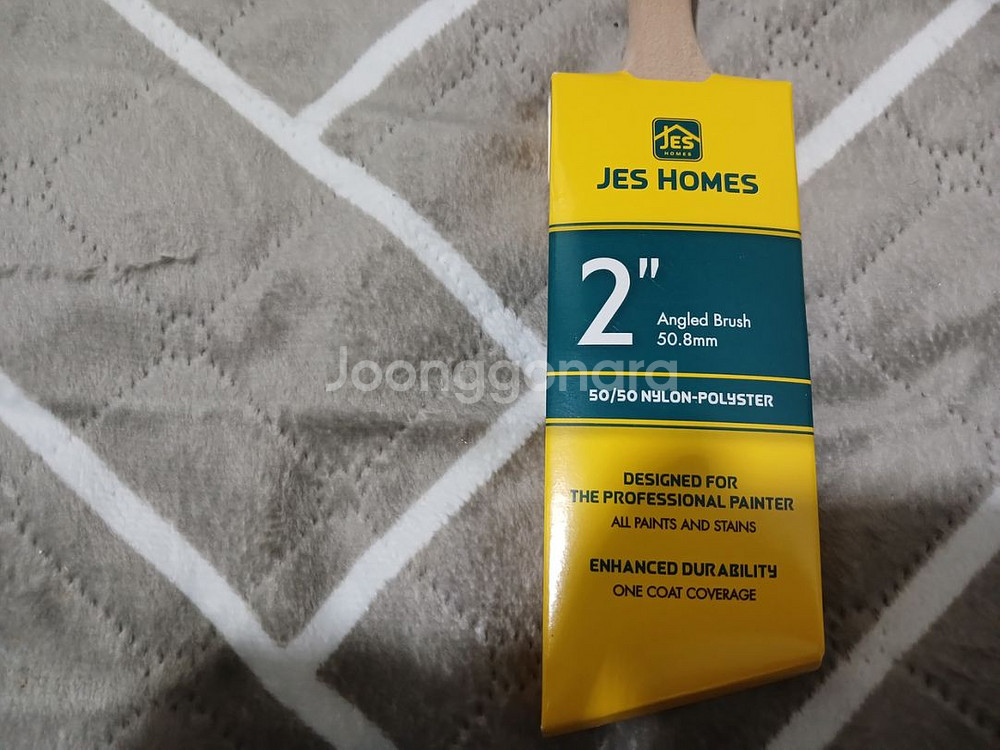 JES
HOMES
JES HOMES
2"
Angled Brush
50.8mm
Joonggonara
50/50 NYLON-POLYSTER
DESIGNED FOR
THE PROFESSIONAL PAINTER
ALL PAINTS AND STAINS
ENHANCED DURABILITY
ONE COAT COVERAGE